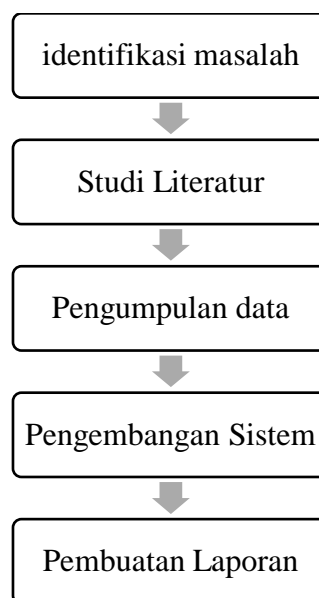 identifikasi masalah
Studi Literatur
Pengumpulan data
Pengembangan Sistem
Pembuatan Laporan